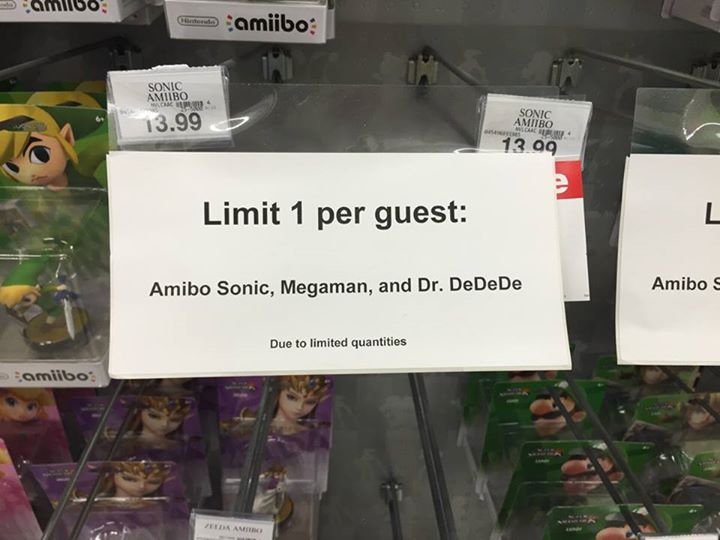 amiibo
Nintendo
amiibo
SONIC
AMIIBO
13.99
SONIC
AMIIBO
13.99
e
Limit 1 per guest:
Amibo Sonic, Megaman, and Dr. DeDeDe
Due to limited quantities
L
Amibo S
amiibo
ZELDA AMIIBO